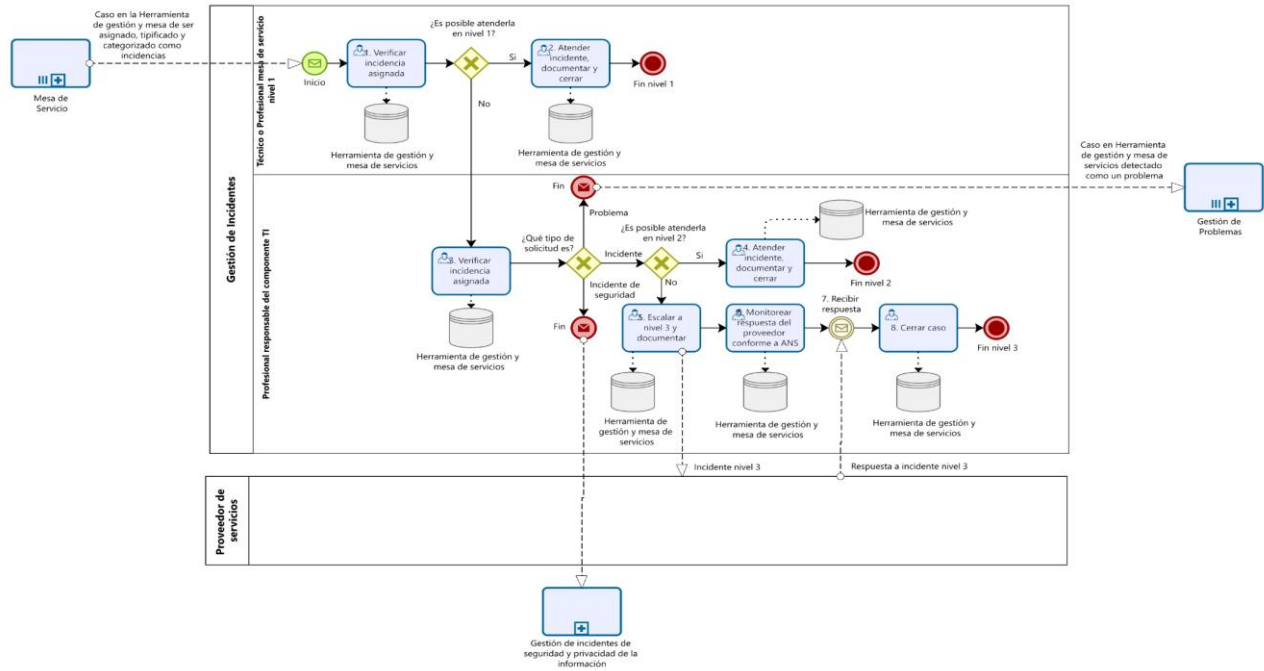 Caso en la Herramienta
de gestión y mesa de ser
asignado, tipificado y
categorizado como
incidencias
Mesa de
Servicio
Gestión de Incidentes
Técnico o Profesional mesa de servicio
nivel 1
Inicio
1. Verificar
incidencia
asignada
Herramienta de gestión y
mesa de servicios
¿Es posible atenderla
en nivel 1?
Si
No
2. Atender
incidente,
documentar y
cerrar
Herramienta de gestión y
mesa de servicios
Fin nivel 1
Profesional responsable del componente TI
3. Verificar
incidencia
asignada
Herramienta de gestión y
mesa de servicios
¿Qué tipo de
solicitud es?
Fin
Problema
Incidente
Incidente de
seguridad
Fin
Caso en Herramienta
de gestión y mesa de
servicios detectado
como un problema
Gestión de
Problemas
¿Es posible atenderla
en nivel 2?
Si
No
4. Atender
incidente,
documentar y
cerrar
Herramienta de gestión y
mesa de servicios
Fin nivel 2
5. Escalar a
nivel 3 y
documentar
Herramienta de
gestión y mesa de
servicios
Monitorear
respuesta del
proveedor
conforme a ANS
Herramienta de gestión
y mesa de servicios
7. Recibir
respuesta
8. Cerrar caso
Herramienta de gestión y
mesa de servicios
Fin nivel 3
Incidente nivel 3
Respuesta a incidente nivel 3
Proveedor de
servicios
Gestión de incidentes de
seguridad y privacidad de la
información